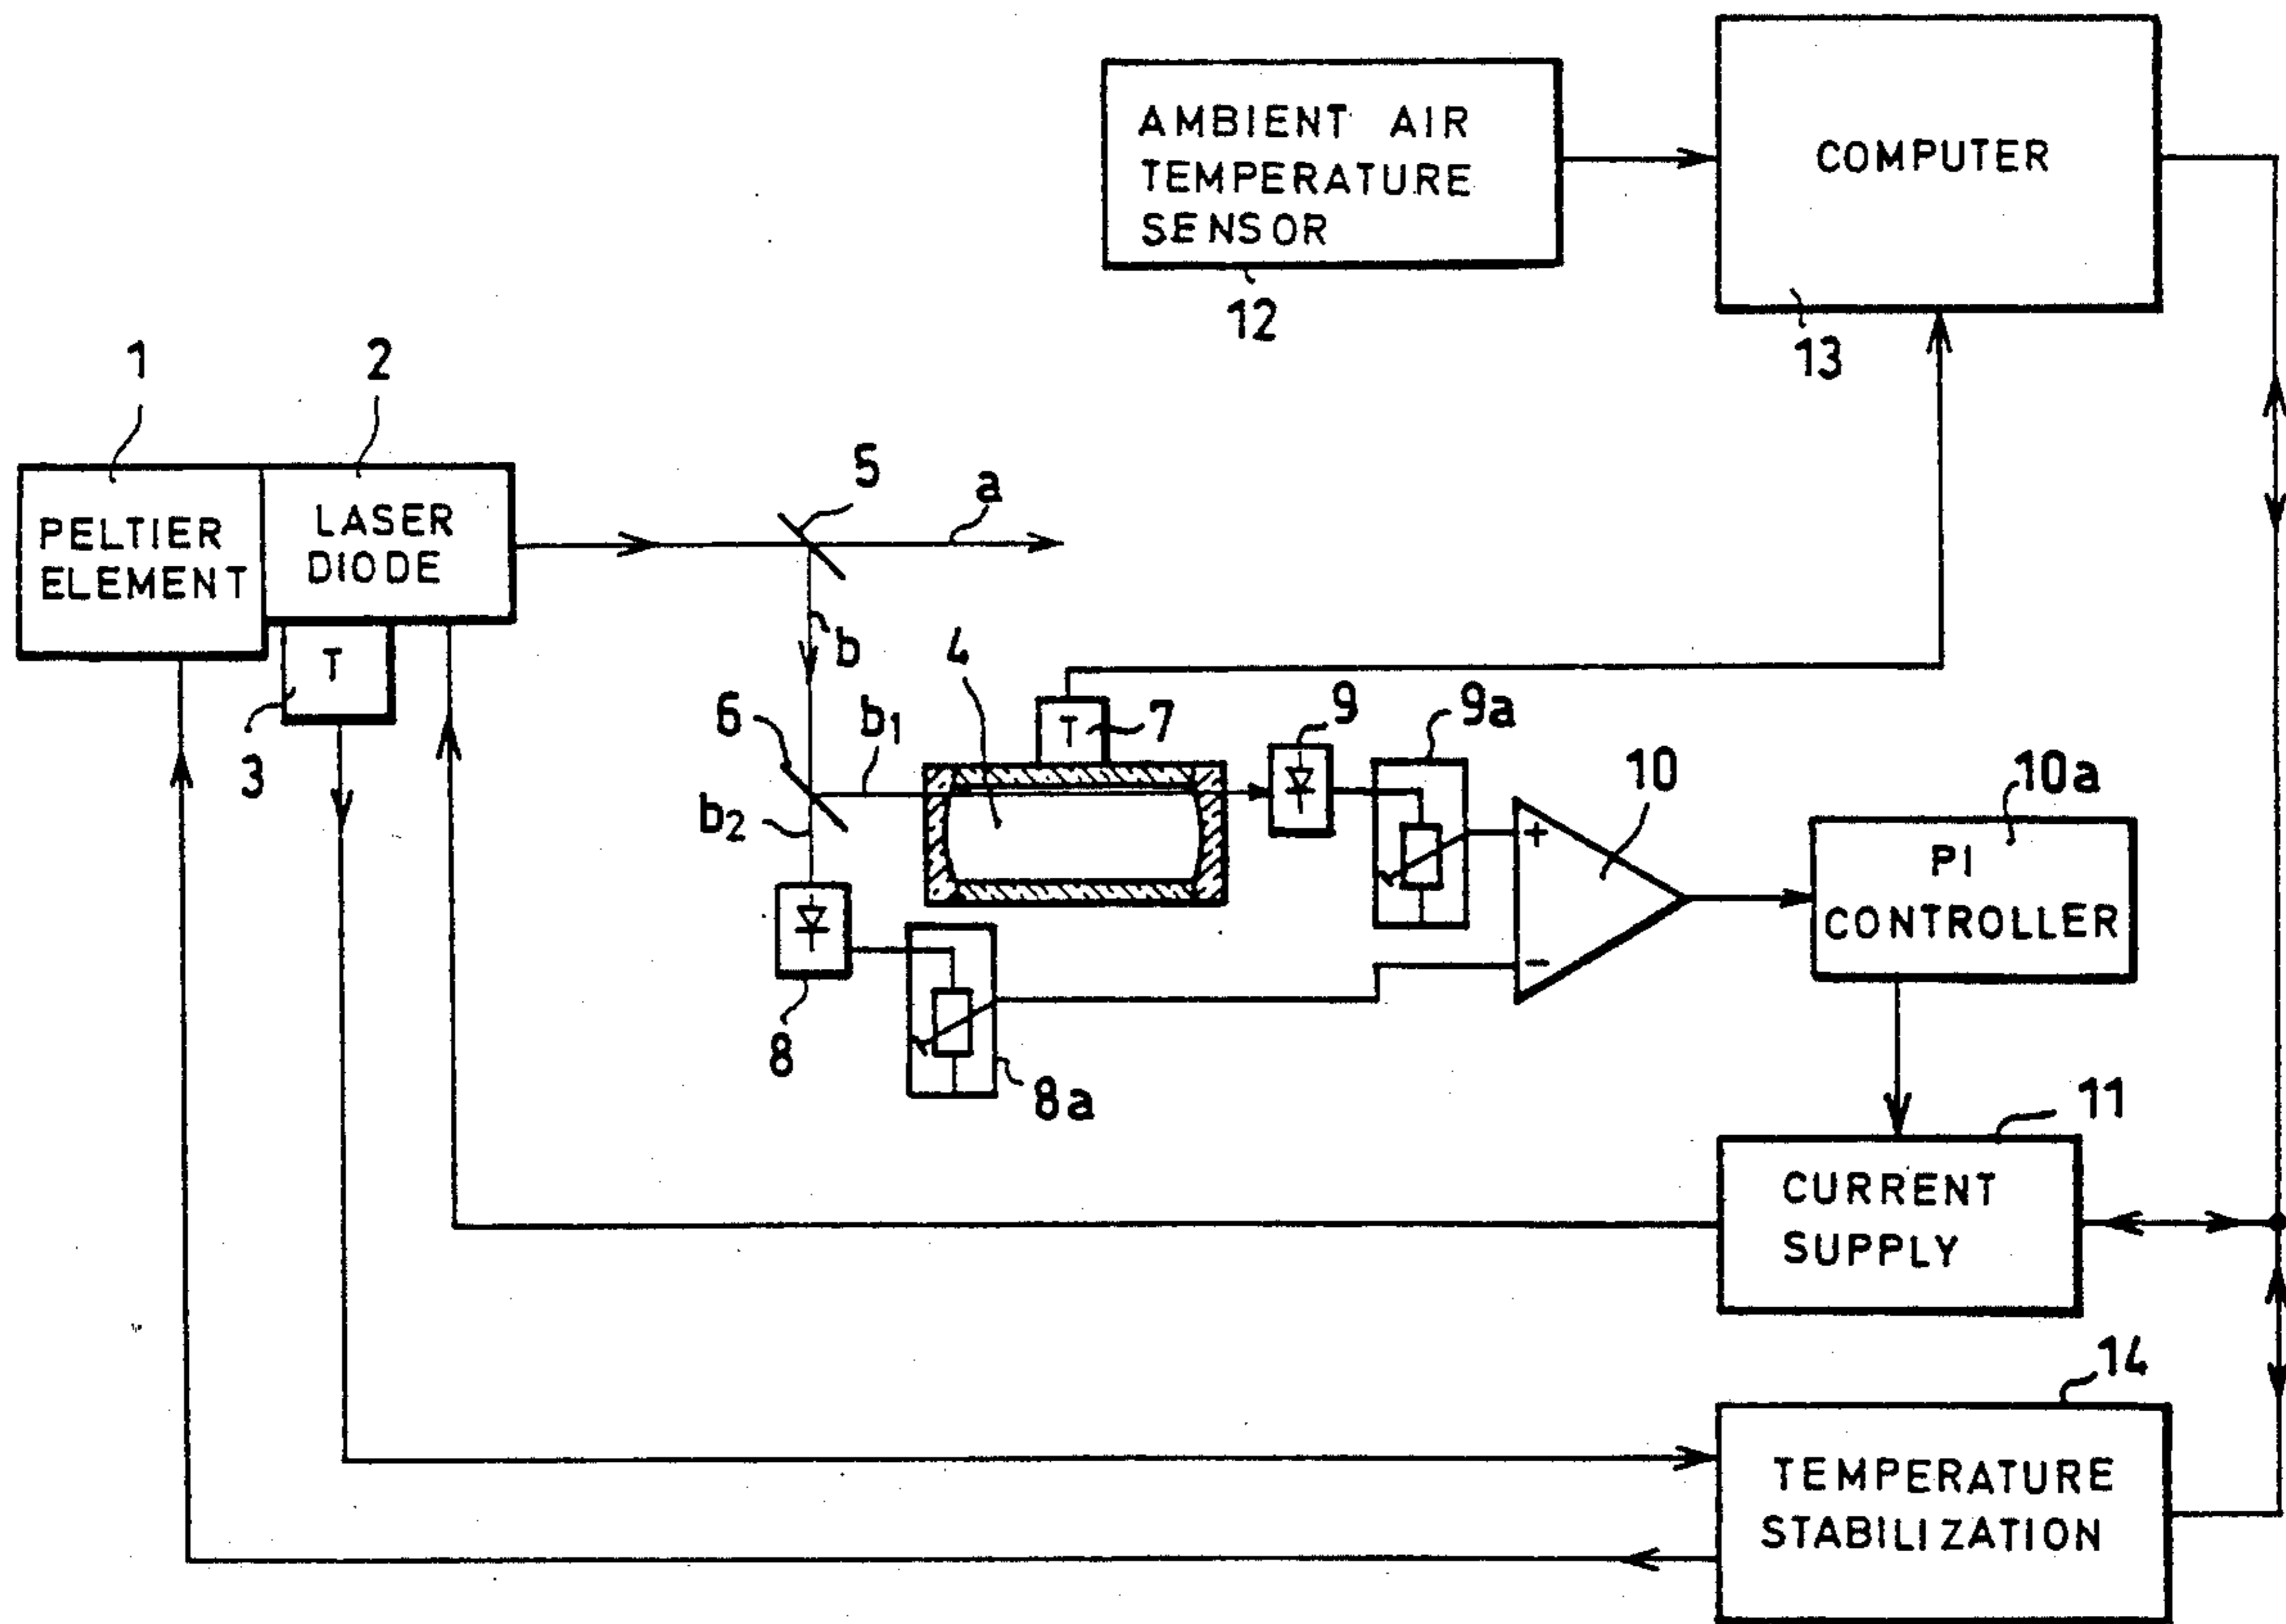 AMBIENT AIR
TEMPERATURE
SENSOR
12
COMPUTER
13
1
2
PELTIER
ELEMENT
LASER
DIODE
T
3
5
a
b
4
6
b1
b2
T
7
9
9a
10
+
-
10a
PI
CONTROLLER
8
8a
11
CURRENT
SUPPLY
14
TEMPERATURE
STABILIZATION